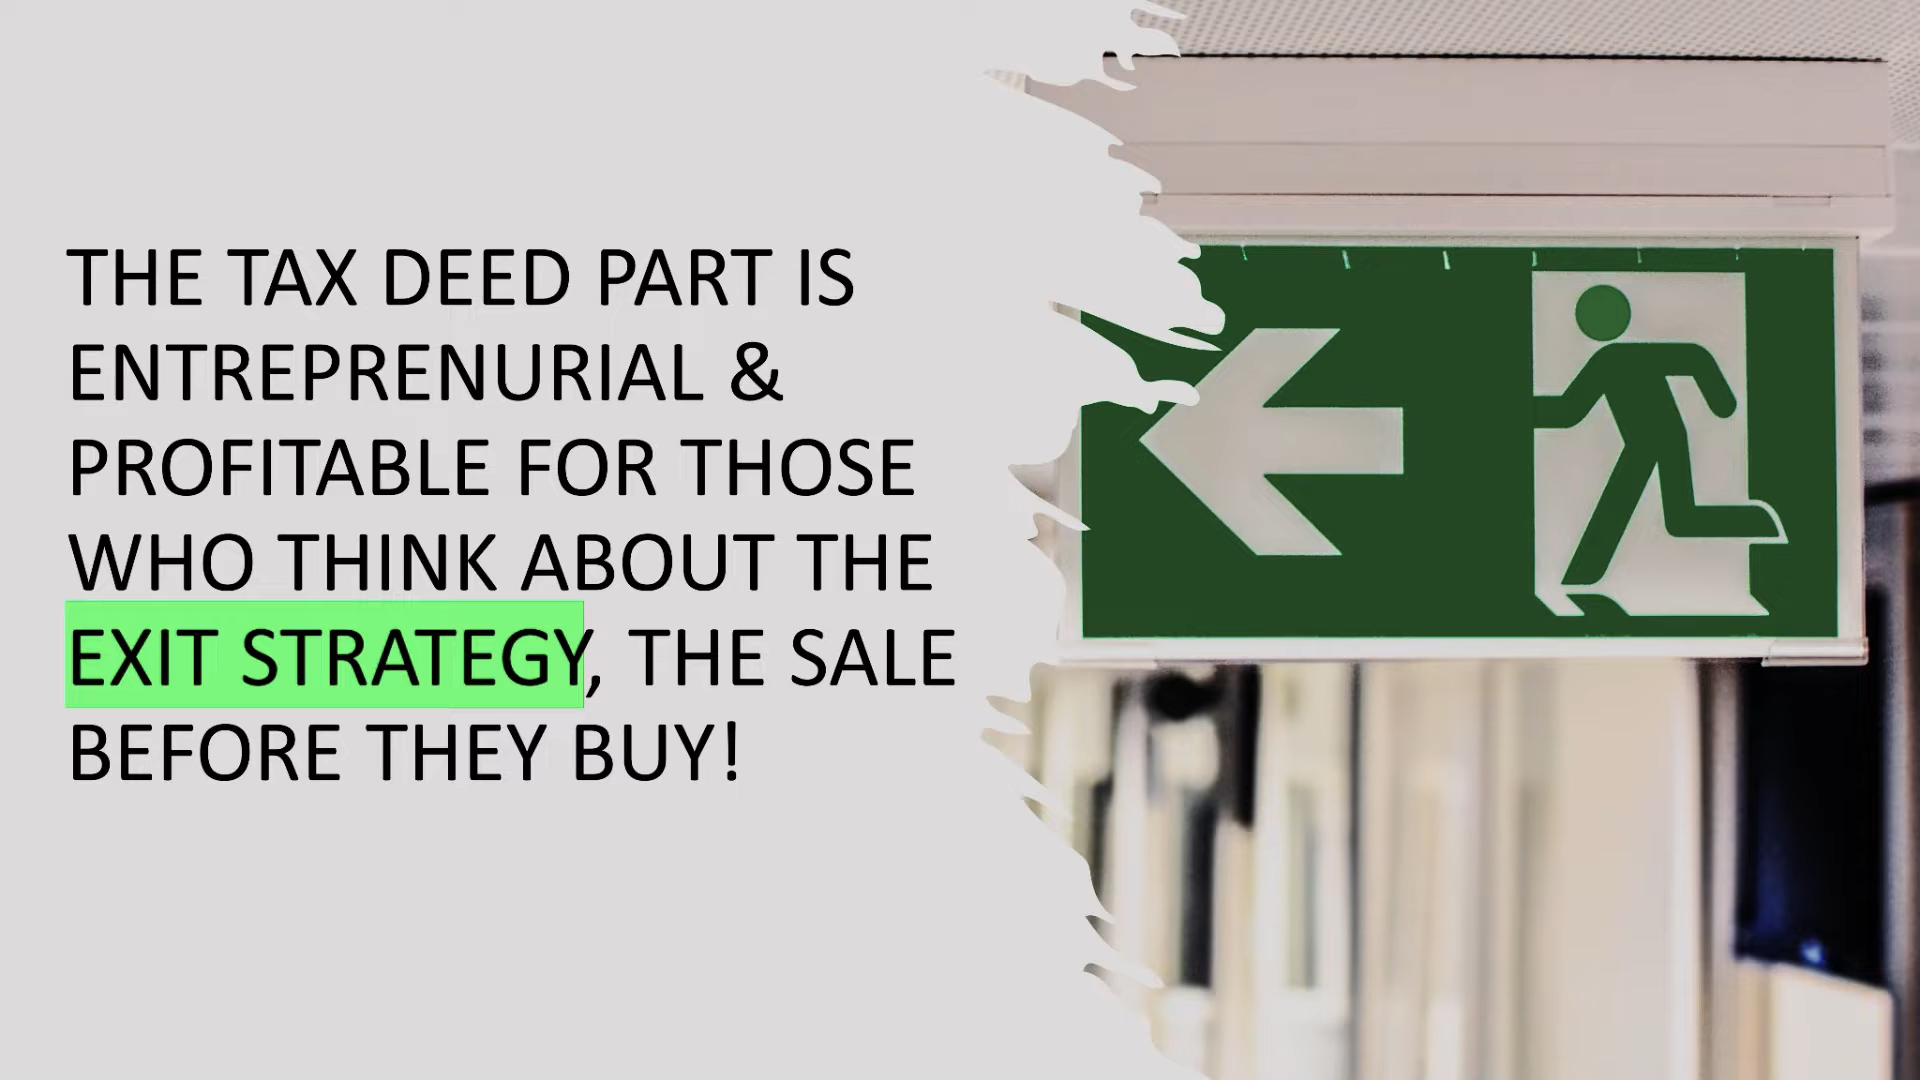 THE TAX DEED PART IS
ENTREPRENURIAL &
PROFITABLE FOR THOSE
WHO THINK ABOUT THE
EXIT STRATEGY, THE SALE
BEFORE THEY BUY!